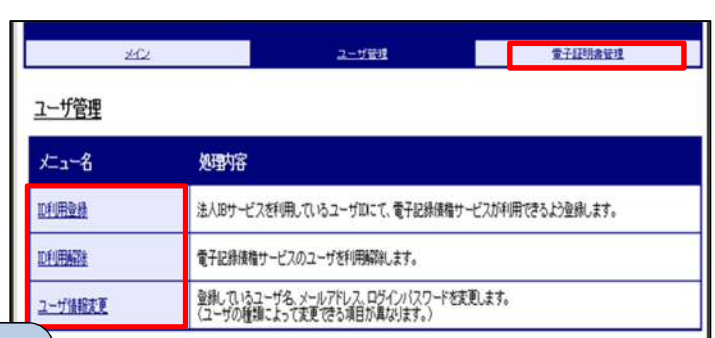 メイン
ユーザ管理
電子証明書管理
ユーザ管理
メニュー名
処理内容
ID利用登録
法人IBサービスを利用しているユーザIDにて、電子記録債権サービスが利用できるよう登録します。
ID利用解除
電子記録債権サービスのユーザを利用解除します。
ユーザ情報変更
登録しているユーザ名、メールアドレス、ログインパスワードを変更します。
（ユーザの種類によって変更できる項目が異なります。）